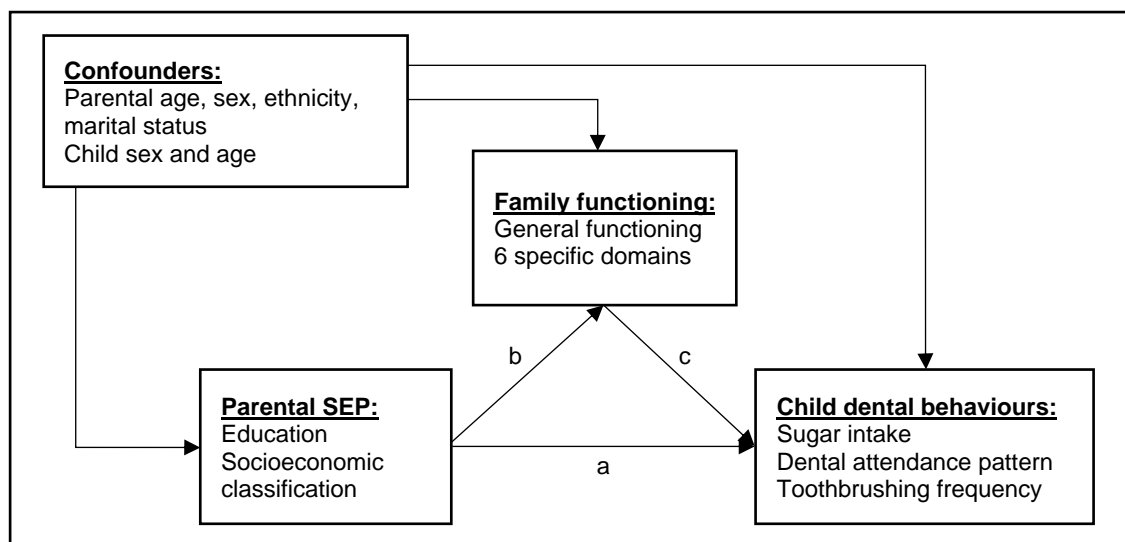 Confounders:
Parental age, sex, ethnicity,
marital status
Child sex and age
Family functioning:
General functioning
6 specific domains
b
c
Parental SEP:
Education
Socioeconomic
classification
a
Child dental behaviours:
Sugar intake
Dental attendance pattern
Toothbrushing frequency